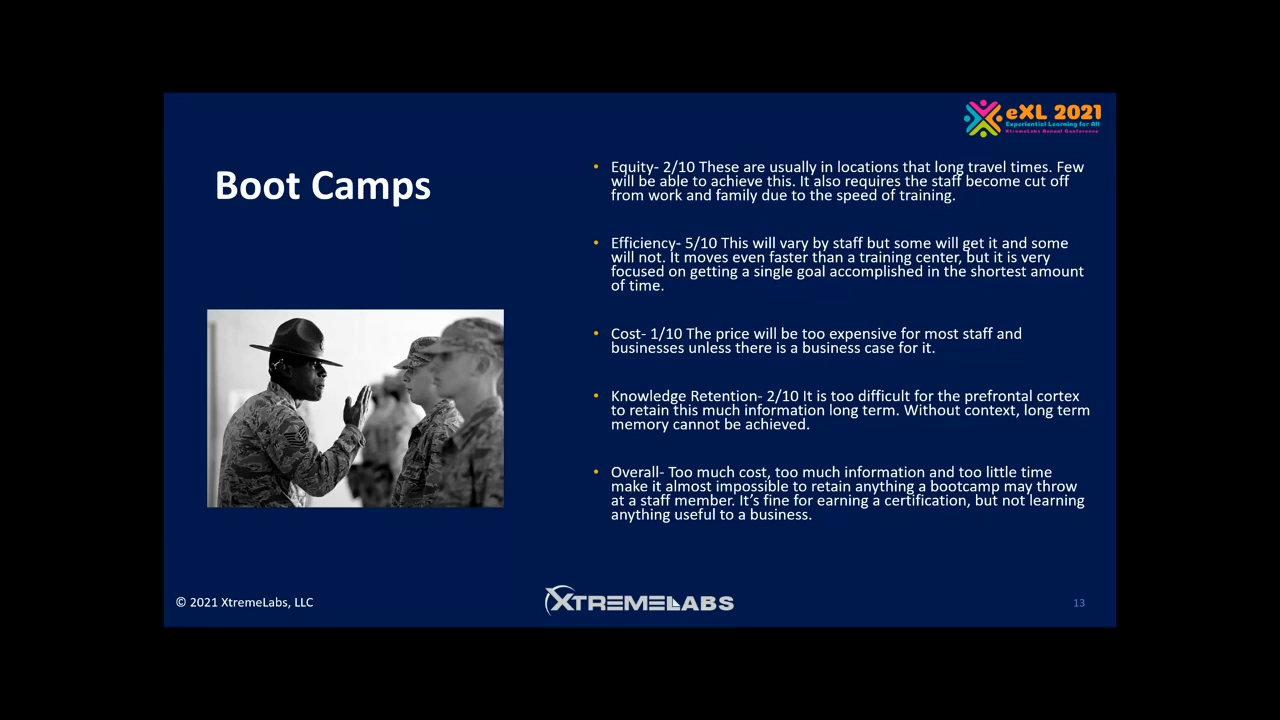 eXL 2021
Experiential Learning for All
XtremeLabs Annual Conference
Boot Camps
• Equity- 2/10 These are usually in locations that long travel times. Few
will be able to achieve this. It also requires the staff become cut off
from work and family due to the speed of training.
• Efficiency- 5/10 This will vary by staff but some will get it and some
will not. It moves even faster than a training center, but it is very
focused on getting a single goal accomplished in the shortest amount
of time.
• Cost- 1/10 The price will be too expensive for most staff and
businesses unless there is a business case for it.
• Knowledge Retention- 2/10 It is too difficult for the prefrontal cortex
to retain this much information long term. Without context, long term
memory cannot be achieved.
• Overall- Too much cost, too much information and too little time
make it almost impossible to retain anything a bootcamp may throw
at a staff member. It’s fine for earning a certification, but not learning
anything useful to a business.
© 2021 XtremeLabs, LLC
XTREMELABS
13